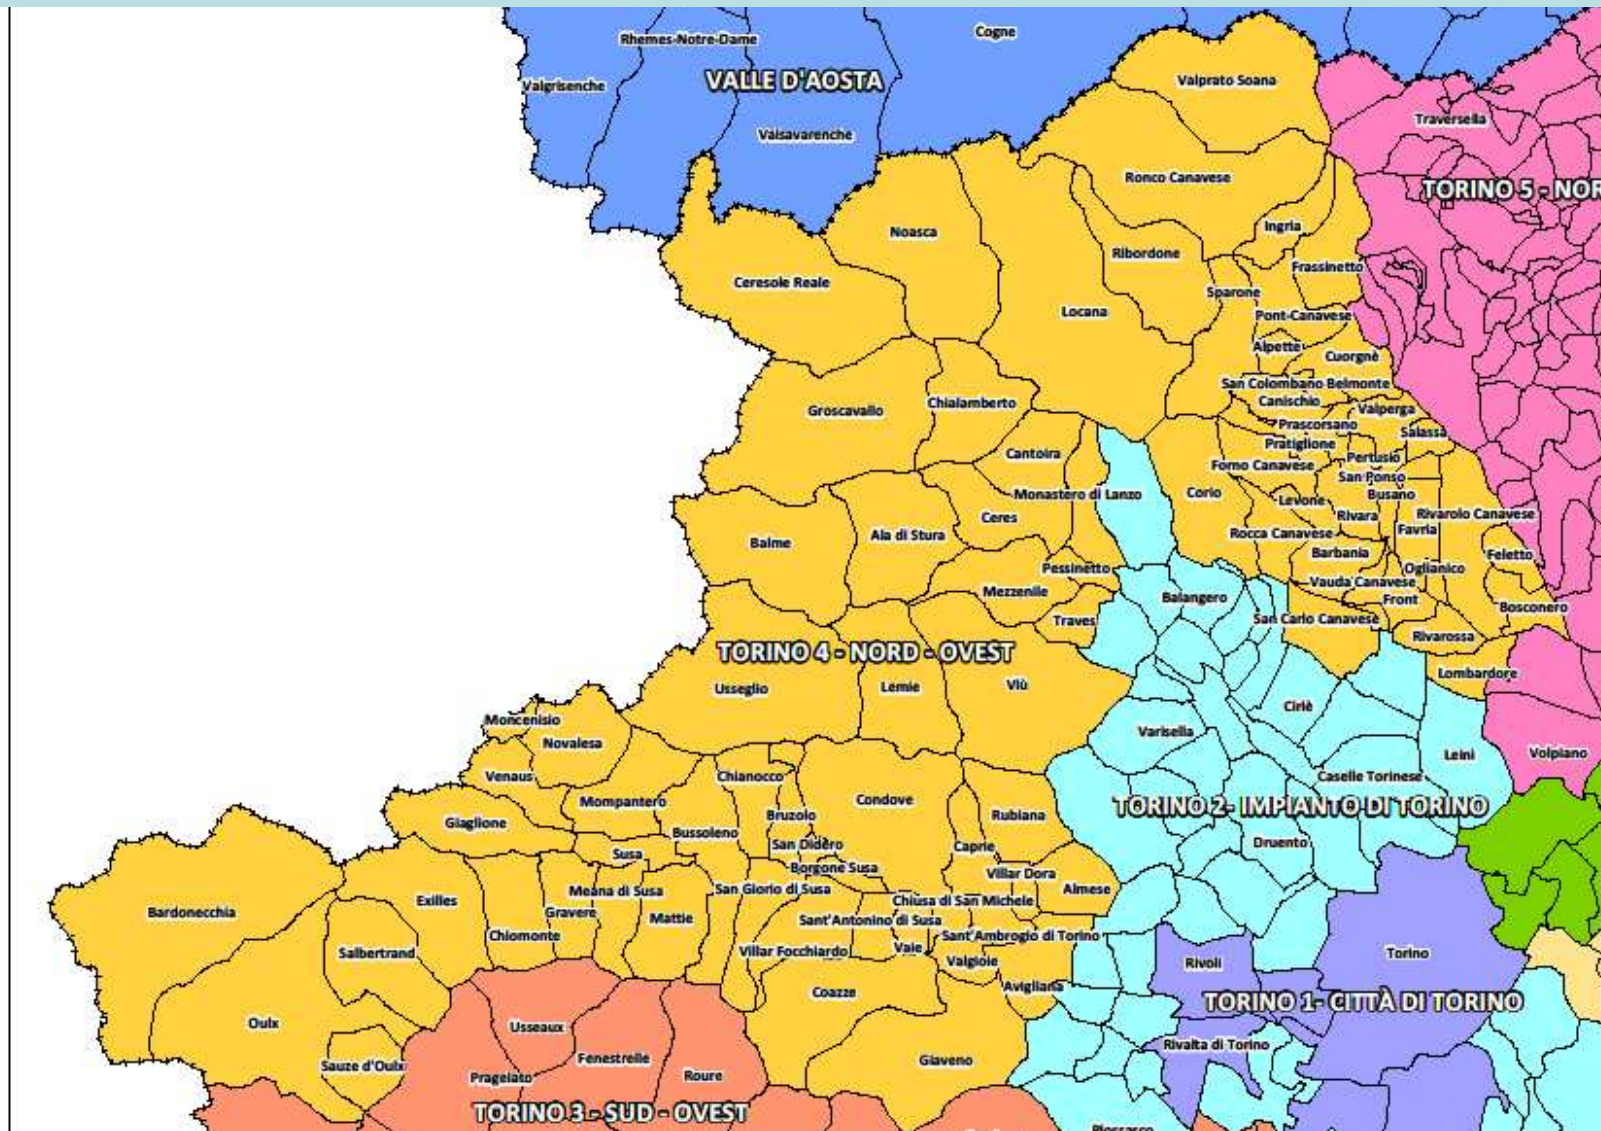 Cogne
Rhemes-Notre-Dame
VALLE D'AOSTA
Valprato Soana
Valgrisenche
Traversella
Valsavarenche
Ronco Canavese
TORINO 5 - NOR
Ingria
Noasca
Ribordone
Frassinetto
Ceresole Reale
Sparone
Locana
Pont-Canavese
Alpette
Cuorgnè
San Colombano Belmonte
Canischio
Chialamberto
Groscavallo
Valperga
Prascorsano
Salassa
Pratiglione
Cantoira
Pertusio
Forno Canavese
San Ponso
Monastero di Lanzo
Corio
Busano
Levone
Ceres
Rivara
Rivarolo Canavese
Favria
Ala di Stura
Rocca Canavese
Balme
Barbania
Feletto
Pessinetto
Oglianico
Vauda Canavese
Mezzenile
Balangero
Front
Bosconero
Traves
San Carlo Canavese
Rivarossa
TORINO 4 - NORD - OVEST
Lombardore
Usseglio
Lemie
Viù
Ciriè
Moncenisio
Varisella
Novalesa
Leini
Volpiano
Venaus
Chianocco
Caselle Torinese
Mompantero
Condove
TORINO 2- IMPIANTO DI TORINO
Bruzolo
Rubiana
Giaglione
Bussoleno
San Didero
Caprie
Druento
Susa
Borgone Susa
Villar Dora
Meana di Susa
San Giorio di Susa
Almese
Exilles
Chiusa di San Michele
Bardonecchia
Gravere
Mattie
Sant'Antonino di Susa
Chiomonte
Sant'Ambrogio di Torino
Salbertrand
Villar Focchiardo
Vaie
Valgioie
Rivoli
Torino
Coazze
Avigliana
TORINO 1- CITTÀ DI TORINO
Oulx
Usseaux
Rivalta di Torino
Fenestrelle
Giaveno
Sauze d'Oulx
Pragelato
Roure
TORINO 3 - SUD - OVEST
Piossasco